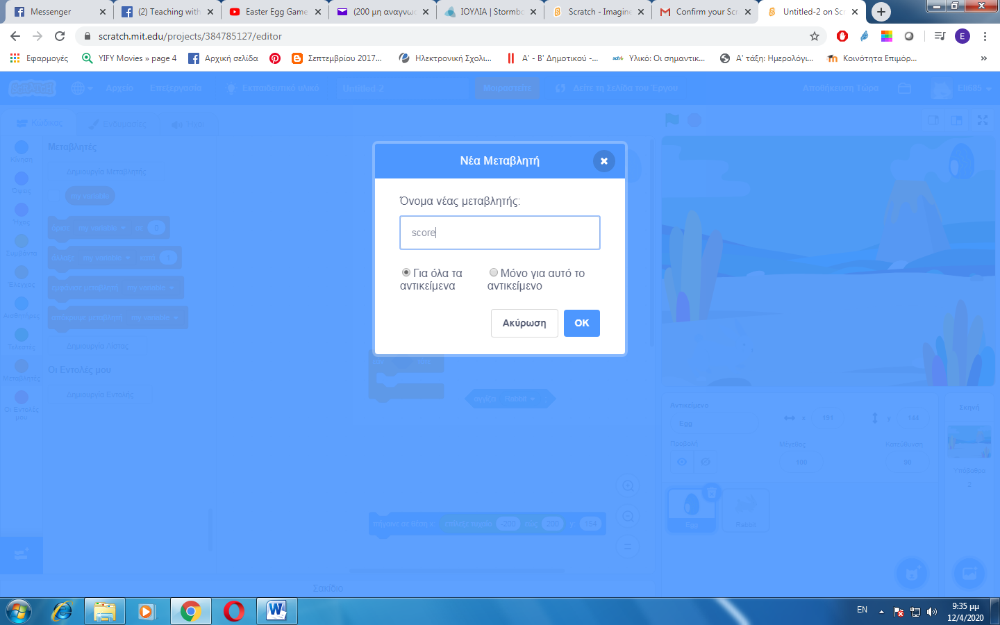 Messenger
(2) Teaching with
Easter Egg Game
(200 μη αναγνωσ
ΙΟΥΛΙΑ | Stormbo
Scratch - Imagine
Confirm your Scr
Untitled-2 on Scr
scratch.mit.edu/projects/384785127/editor
Εφαρμογές
YIFY Movies » page 4
Αρχική σελίδα
Σεπτεμβρίου 2017...
Ηλεκτρονική Σχολι...
Α' - Β' Δημοτικού -...
Υλικό: Οι σημαντικ...
Α' τάξη: Ημερολόγι...
Κοινότητα Επιμόρ...
»
SCRATCH
Αρχείο
Επεξεργασία
Εκπαιδευτικό υλικό
Untitled-2
Μοιραστείτε
Δείτε τη Σελίδα του Έργου
Αποθήκευση Τώρα
Eli685
Κώδικας
Ενδυμασίες
Ήχοι
Κίνηση
Όψεις
Ήχος
Συμβάντα
Έλεγχος
Αισθητήρες
Τελεστές
Μεταβλητές
Οι Εντολές μου
Μεταβλητές
Δημιουργία Μεταβλητής
my variable
όρισε my variable σε 0
άλλαξε my variable κατά 1
εμφάνισε μεταβλητή my variable
απόκρυψε μεταβλητή my variable
Δημιουργία Λίστας
Οι Εντολές μου
Δημιουργία Εντολής
Νέα Μεταβλητή
Όνομα νέας μεταβλητής:
score
Για όλα τα αντικείμενα
Μόνο για αυτό το αντικείμενο
Ακύρωση
OK
αγγίζει Rabbit
πήγαινε σε θέση x: επίλεξε τυχαίο -200 έως 200 y: 154
Σακίδιο
Αντικείμενο
Egg
x 191
y 144
Προβολή
Μέγεθος
100
Κατεύθυνση
90
Σκηνή
Υπόβαθρα
2
Egg
Rabbit
EN
9:35 μμ
12/4/2020